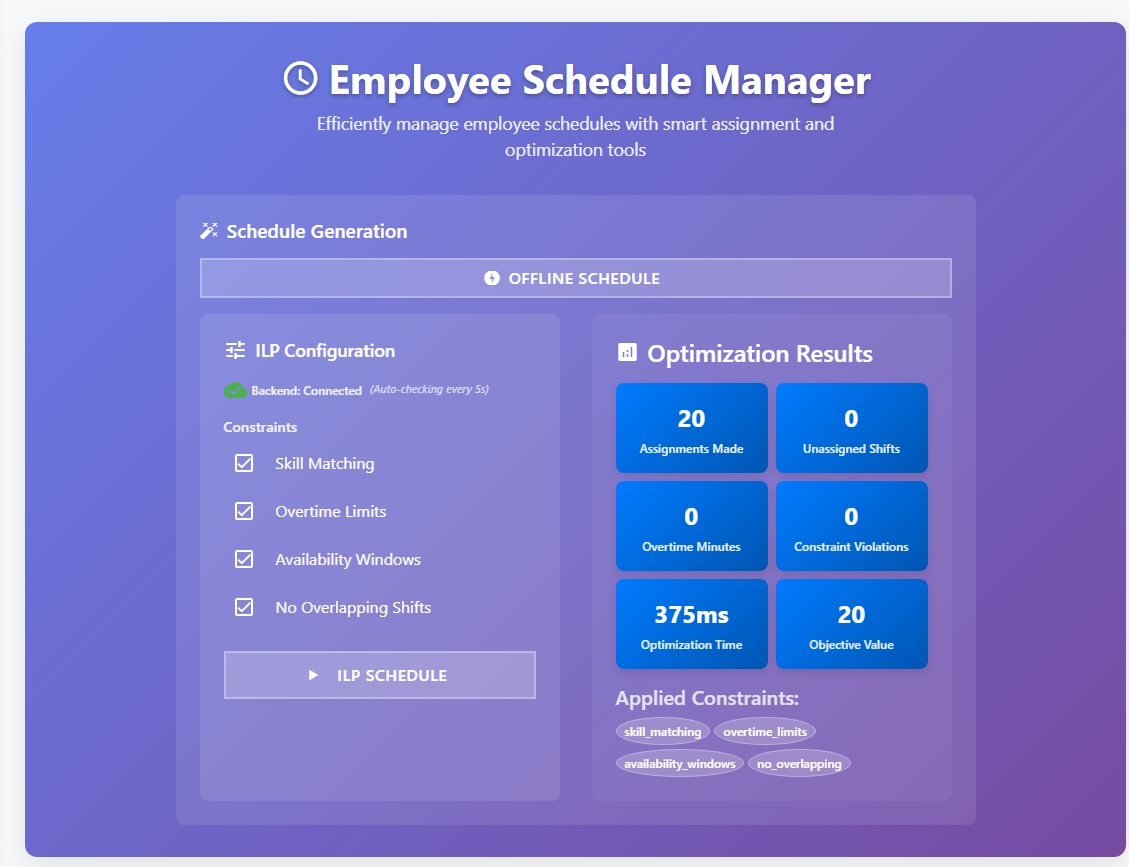 Employee Schedule Manager
Efficiently manage employee schedules with smart assignment and
optimization tools
Schedule Generation
OFFLINE SCHEDULE
ILP Configuration
Backend: Connected (Auto-checking every 5s)
Constraints
Skill Matching
Overtime Limits
Availability Windows
No Overlapping Shifts
ILP SCHEDULE
Optimization Results
20
Assignments Made
0
Unassigned Shifts
0
Overtime Minutes
0
Constraint Violations
375ms
Optimization Time
20
Objective Value
Applied Constraints:
skill_matching overtime_limits
availability_windows no_overlapping